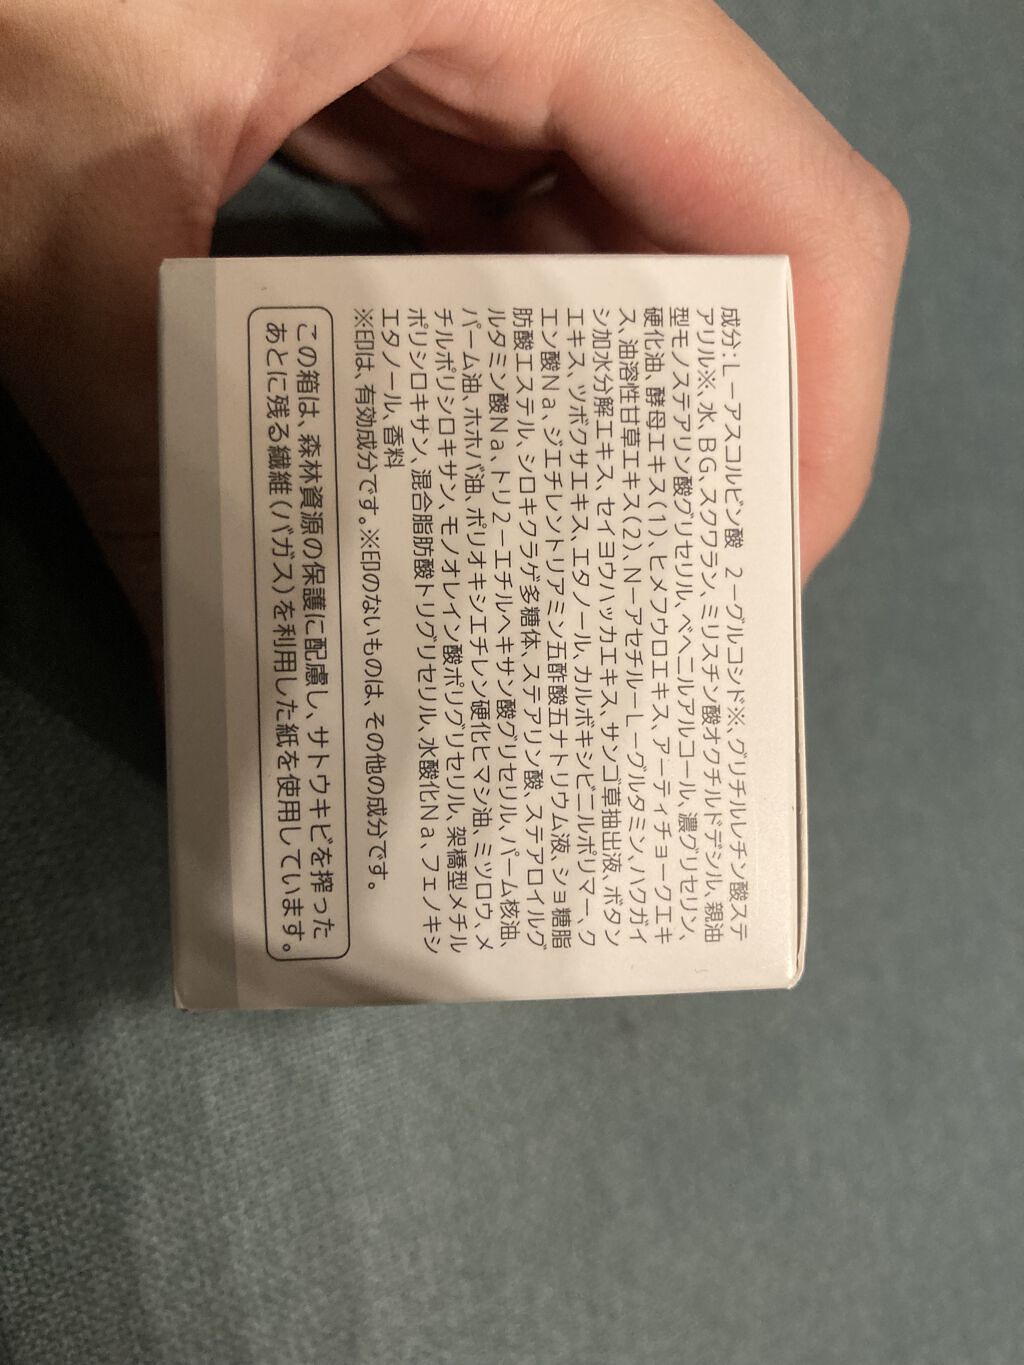 成分:L－アスコルビン酸 2－グルコシド※、グリチルレチン酸ステ
アリル※、水、BG、スクワラン、ミリスチン酸オクチルドデシル、親油
型モノステアリン酸グリセリル、ベヘニルアルコール、濃グリセリン、
硬化油、酵母エキス(1)、ヒメフウロエキス、アーティチョークエキ
ス、油溶性甘草エキス(2)、N－アセチル－L－グルタミン、ハクガイ
シ加水分解エキス、セイヨウハッカエキス、サンゴ草抽出液、ボタン
エキス、ツボクサエキス、エタノール、カルボキシビニルポリマー、ク
エン酸Na、ジエチレントリアミン五酢酸五ナトリウム液、ショ糖脂
肪酸エステル、シロキクラゲ多糖体、ステアリン酸、ステアロイルグ
ルタミン酸Na、トリ2－エチルヘキサン酸グリセリル、パーム核油、
パーム油、ホホバ油、ポリオキシエチレン硬化ヒマシ油、ミツロウ、メ
チルポリシロキサン、モノオレイン酸ポリグリセリル、架橋型メチル
ポリシロキサン、混合脂肪酸トリグリセリル、水酸化Na、フェノキシ
エタノール、香料
※印は、有効成分です。※印のないものは、その他の成分です。
この箱は、森林資源の保護に配慮し、サトウキビを搾った
あとに残る繊維(バガス)を利用した紙を使用しています。